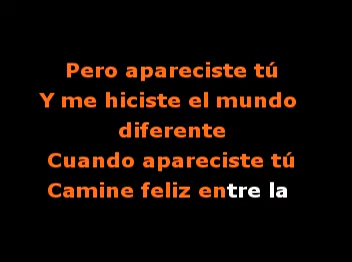 Pero apareciste tú
Y me hiciste el mundo
diferente
Cuando apareciste tú
Camine feliz entre la